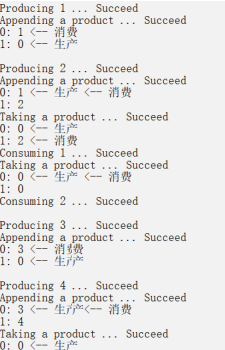 Producing 1 ... Succeed
Appending a product ... Succeed
0: 1 <-- 消费
1: 0 <-- 生产
Producing 2 ... Succeed
Appending a product ... Succeed
0: 1 <-- 生产 <-- 消费
1: 2
Taking a product ... Succeed
0: 0 <-- 生产
1: 2 <-- 消费
Consuming 1 ... Succeed
Taking a product ... Succeed
0: 0 <-- 生产 <-- 消费
1: 0
Consuming 2 ... Succeed
Producing 3 ... Succeed
Appending a product ... Succeed
0: 3 <-- 消费
1: 0 <-- 生产
Producing 4 ... Succeed
Appending a product ... Succeed
0: 3 <-- 生产<-- 消费
1: 4
Taking a product ... Succeed
0: 0 <-- 生产